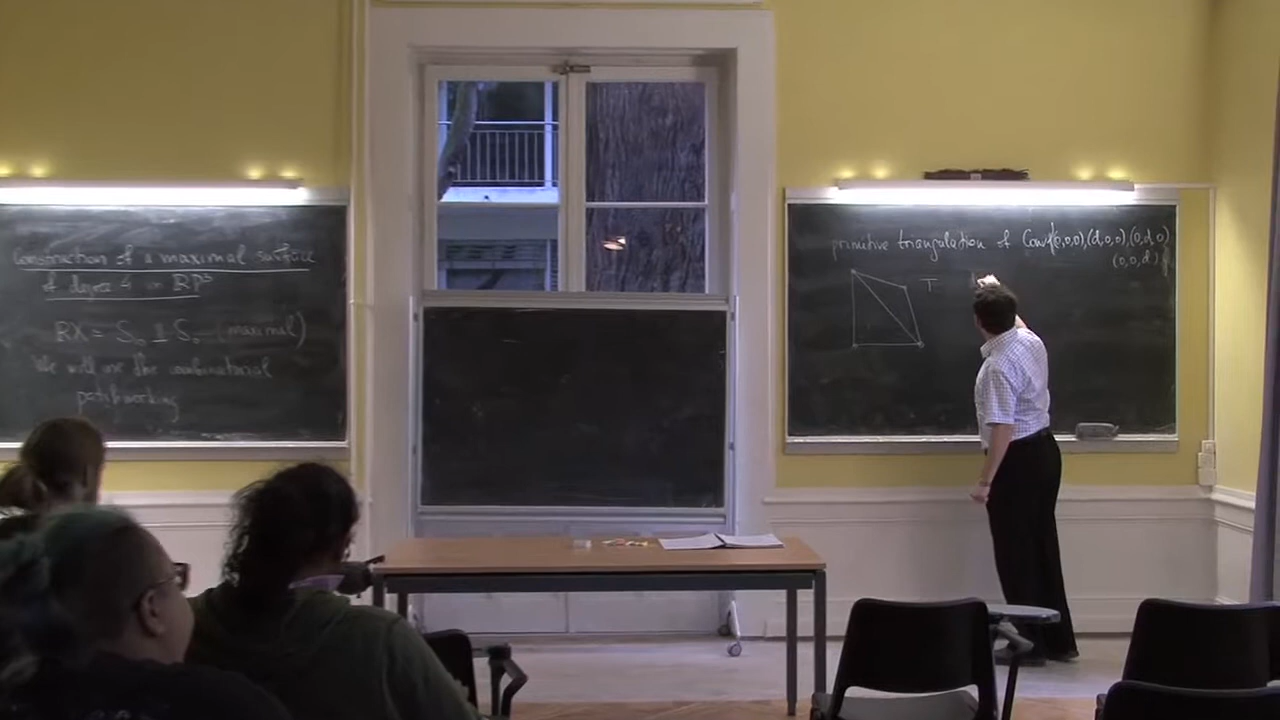 Construction of a maximal surface
of degree 4 in RP³
RX = S₁₀ ⊥ S₀ (maximal)
We will use the combinatorial
patchworking
primitive triangulation of Conv{(0,0,0),(d,0,0),(0,d,0)
(0,0,d)}
T